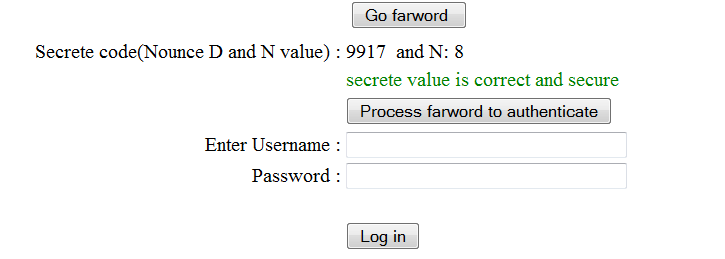 Go farword
Secrete code(Nounce D and N value) : 9917 and N: 8
secrete value is correct and secure
Process farword to authenticate
Enter Username :
Password :
Log in